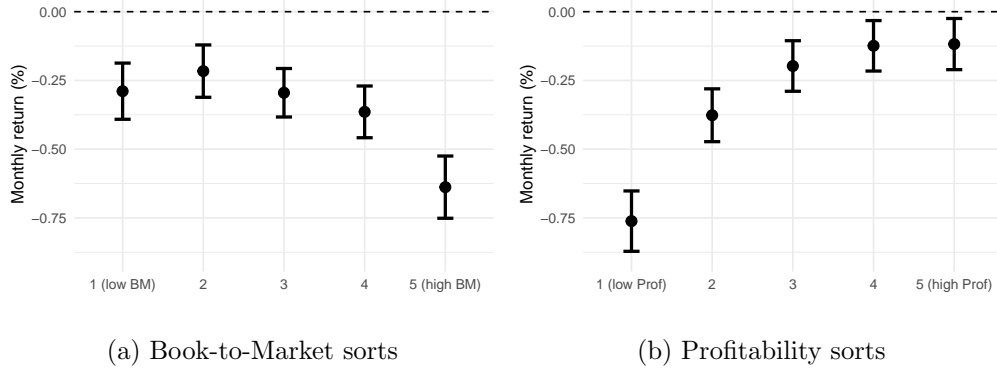 0.00
−0.25
−0.50
−0.75
Monthly return (%)
1 (low BM) 2 3 4 5 (high BM)
(a) Book-to-Market sorts
0.00
−0.25
−0.50
−0.75
Monthly return (%)
1 (low Prof) 2 3 4 5 (high Prof)
(b) Profitability sorts